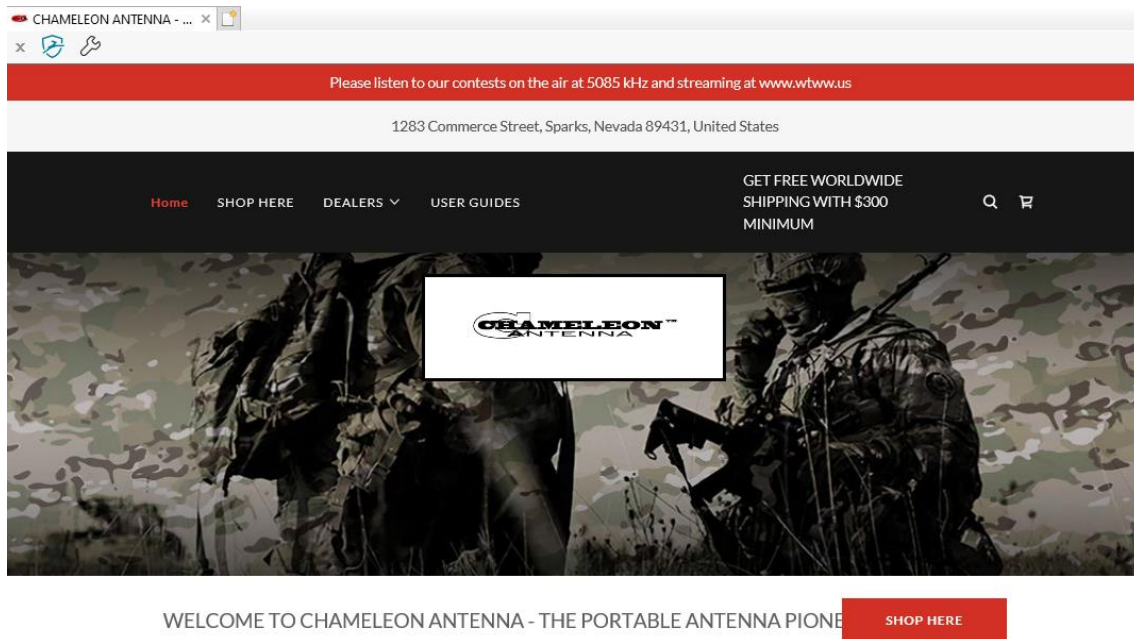 CHAMELEON ANTENNA - ...
Please listen to our contests on the air at 5085 kHz and streaming at www.wtww.us
1283 Commerce Street, Sparks, Nevada 89431, United States
Home SHOP HERE DEALERS USER GUIDES
GET FREE WORLDWIDE
SHIPPING WITH $300
MINIMUM
CHAMELEON™
ANTENNA
WELCOME TO CHAMELEON ANTENNA - THE PORTABLE ANTENNA PIONE
SHOP HERE